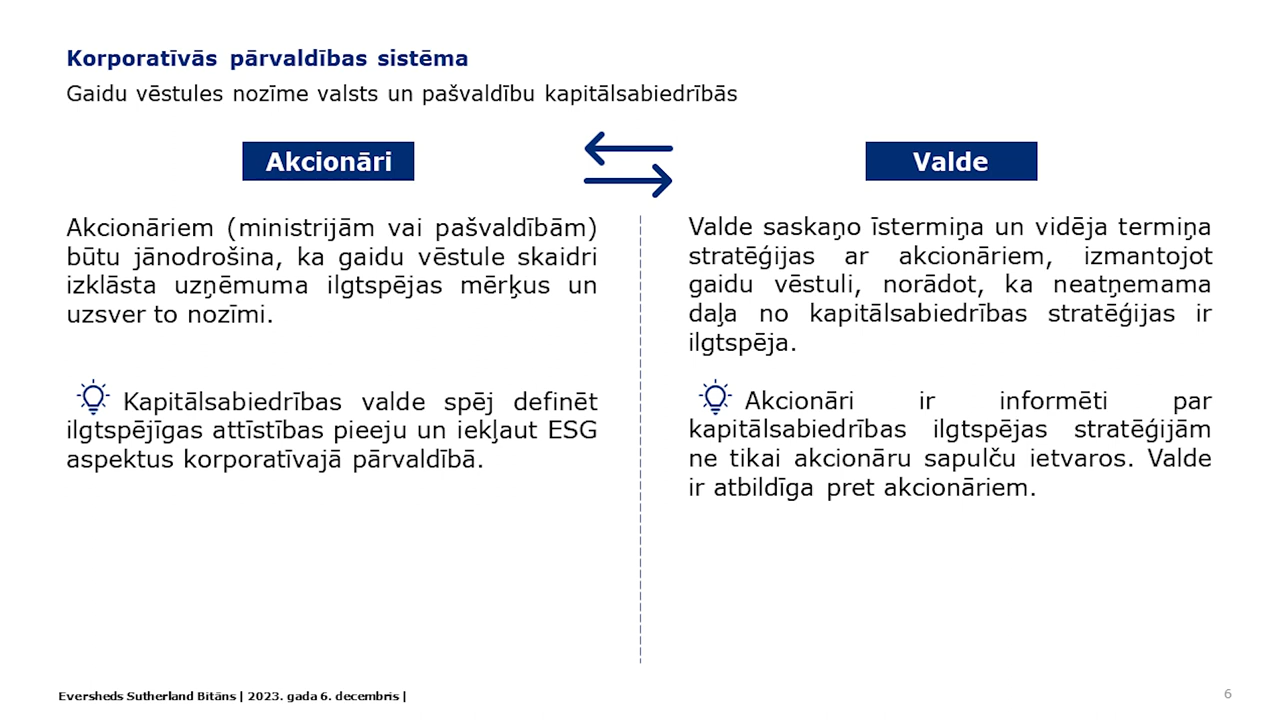 Korporatīvās pārvaldības sistēma
Gaidu vēstules nozīme valsts un pašvaldību kapitālsabiedrībās
Akcionāri
Akcionāriem (ministrijām vai pašvaldībām)
būtu jānodrošina, ka gaidu vēstule skaidri
izklāsta uzņēmuma ilgtspējas mērķus un
uzsver to nozīmi.
Kapitālsabiedrības valde spēj definēt
ilgtspējīgas attīstības pieeju un iekļaut ESG
aspektus korporatīvajā pārvaldībā.
Valde
Valde saskaņo īstermiņa un vidēja termiņa
stratēģijas ar akcionāriem, izmantojot
gaidu vēstuli, norādot, ka neatņemama
daļa no kapitālsabiedrības stratēģijas ir
ilgtspēja.
Akcionāri ir informēti par
kapitālsabiedrības ilgtspējas stratēģijām
ne tikai akcionāru sapulču ietvaros. Valde
ir atbildīga pret akcionāriem.
Eversheds Sutherland Bitāns | 2023. gada 6. decembris |
6